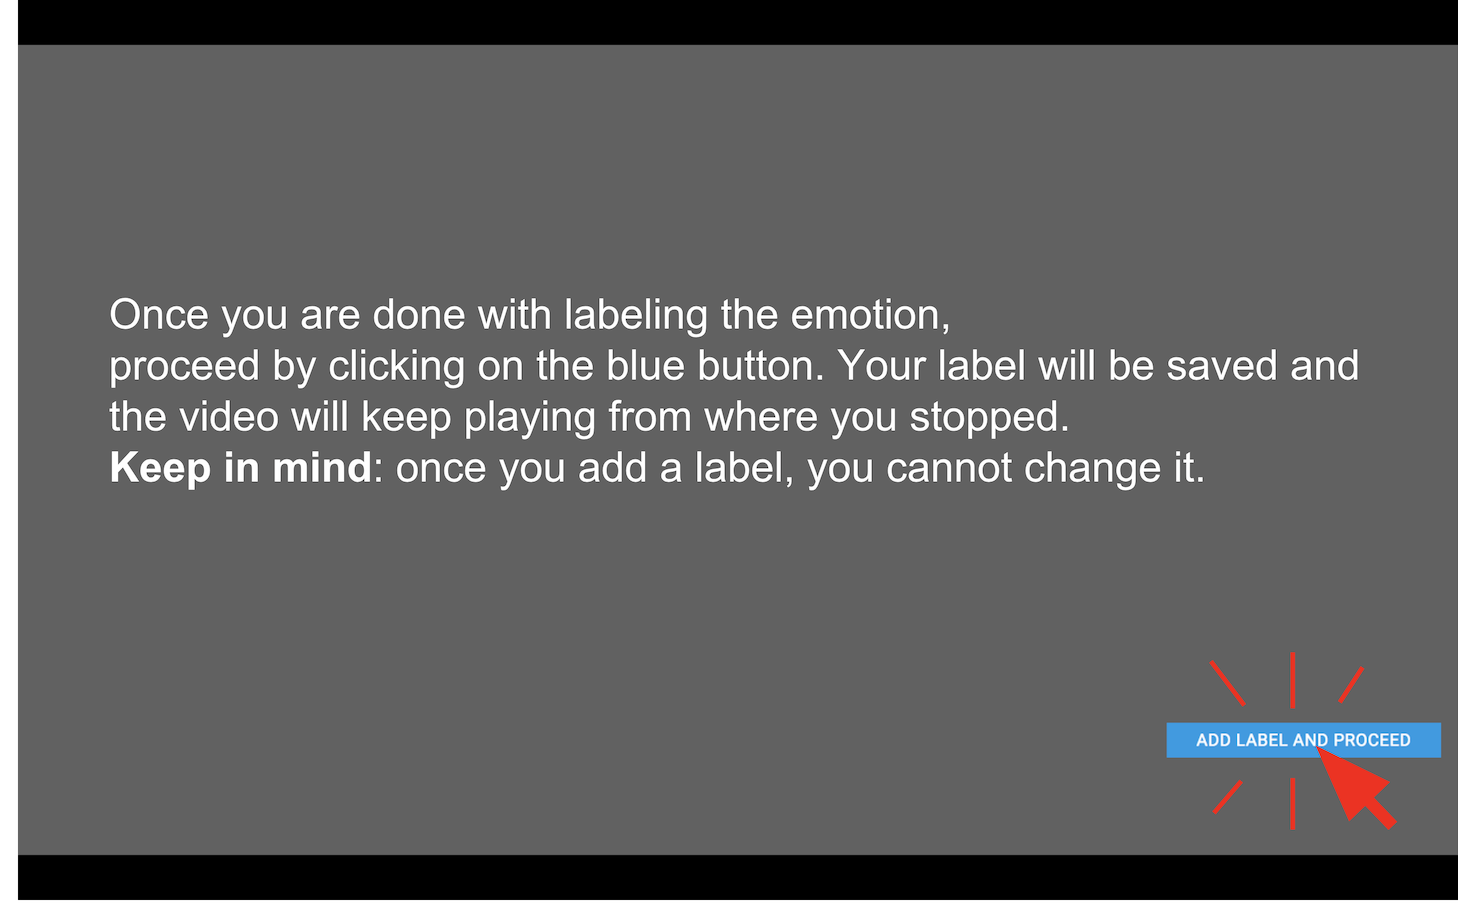 Once you are done with labeling the emotion,
proceed by clicking on the blue button. Your label will be saved and
the video will keep playing from where you stopped.
Keep in mind: once you add a label, you cannot change it.
ADD LABEL AND PROCEED